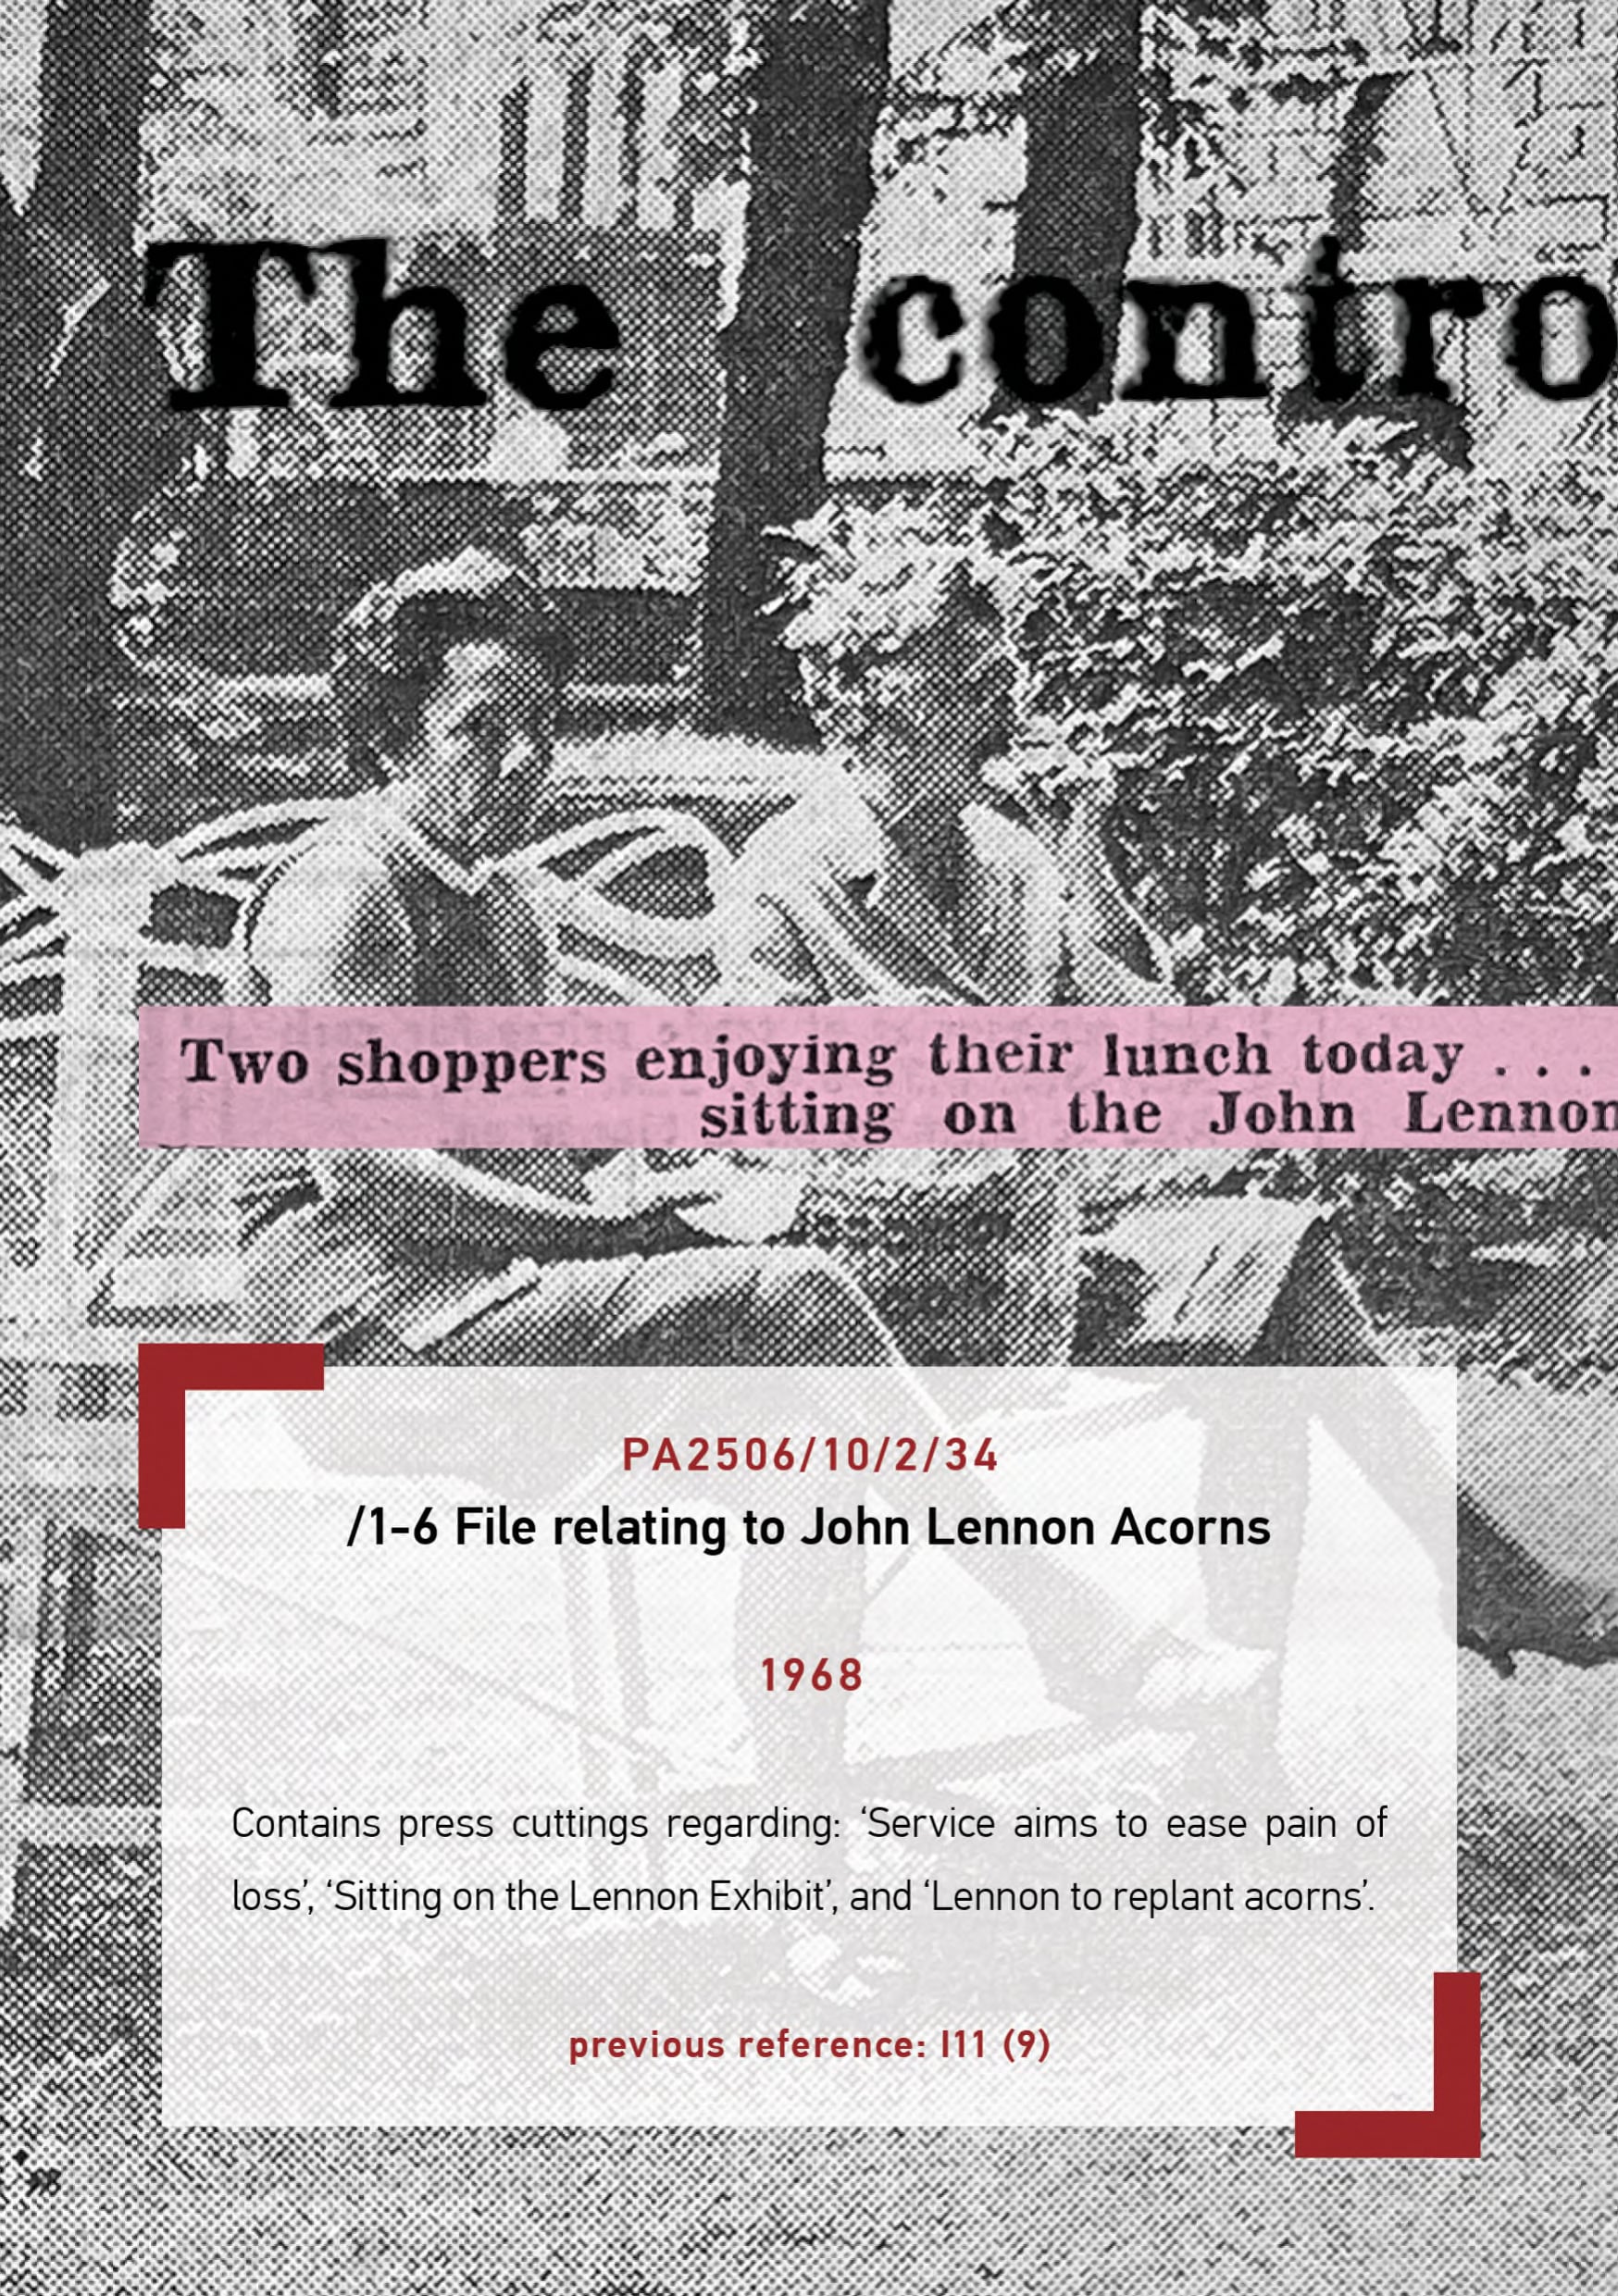 The contro
Two shoppers enjoying their lunch today . . .
sitting on the John Lennon
PA2506/10/2/34
/1-6 File relating to John Lennon Acorns
1968
Contains press cuttings regarding: ‘Service aims to ease pain of
loss’, ‘Sitting on the Lennon Exhibit’, and ‘Lennon to replant acorns’.
previous reference: I11 (9)